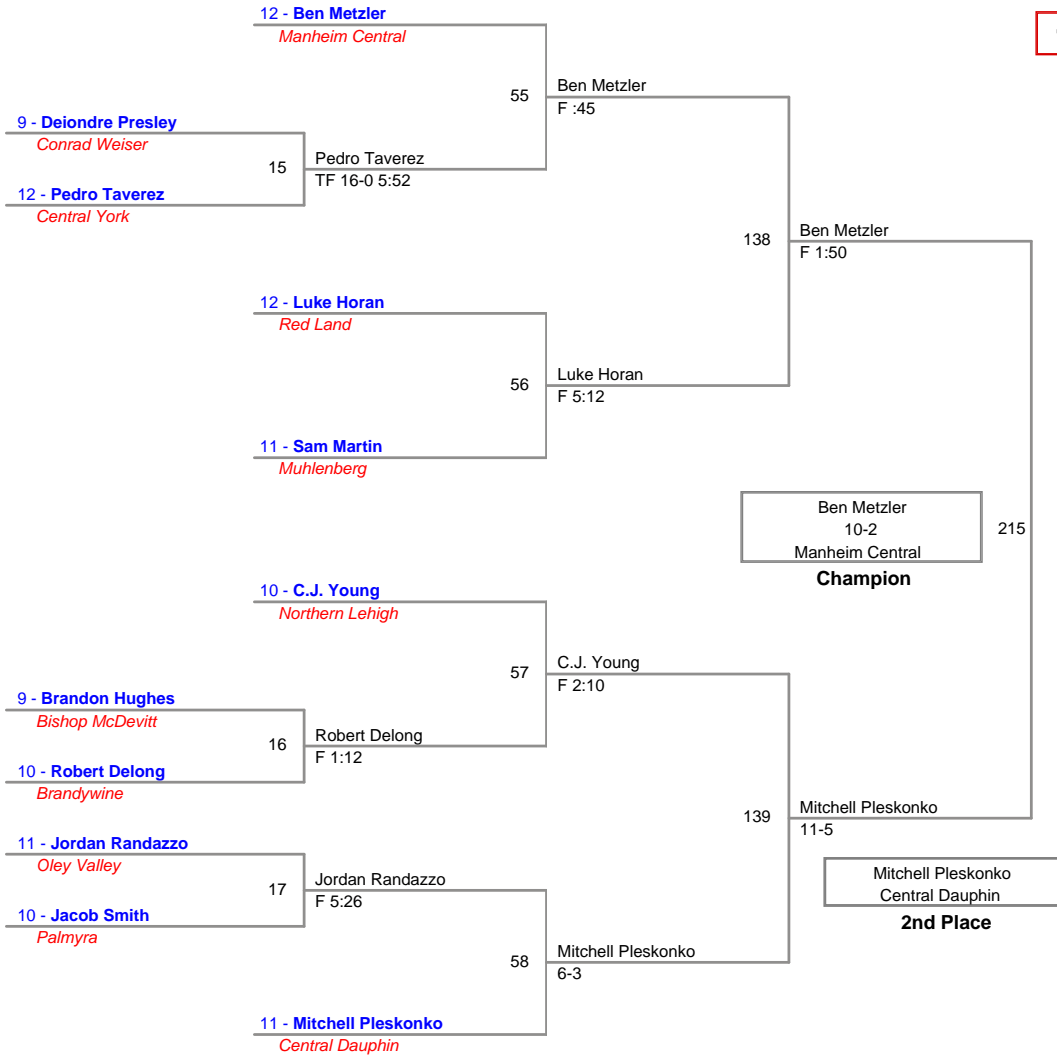 12 - Ben Metzler
Manheim Central
55
Ben Metzler
F :45
9 - Deiondre Presley
Conrad Weiser
15
Pedro Taverez
TF 16-0 5:52
12 - Pedro Taverez
Central York
138
Ben Metzler
F 1:50
12 - Luke Horan
Red Land
56
Luke Horan
F 5:12
11 - Sam Martin
Muhlenberg
Ben Metzler
10-2
Manheim Central
Champion
215
10 - C.J. Young
Northern Lehigh
57
C.J. Young
F 2:10
9 - Brandon Hughes
Bishop McDevitt
16
Robert Delong
F 1:12
10 - Robert Delong
Brandywine
139
Mitchell Pleskonko
11-5
11 - Jordan Randazzo
Oley Valley
17
Jordan Randazzo
F 5:26
10 - Jacob Smith
Palmyra
Mitchell Pleskonko
Central Dauphin
2nd Place
58
Mitchell Pleskonko
6-3
11 - Mitchell Pleskonko
Central Dauphin